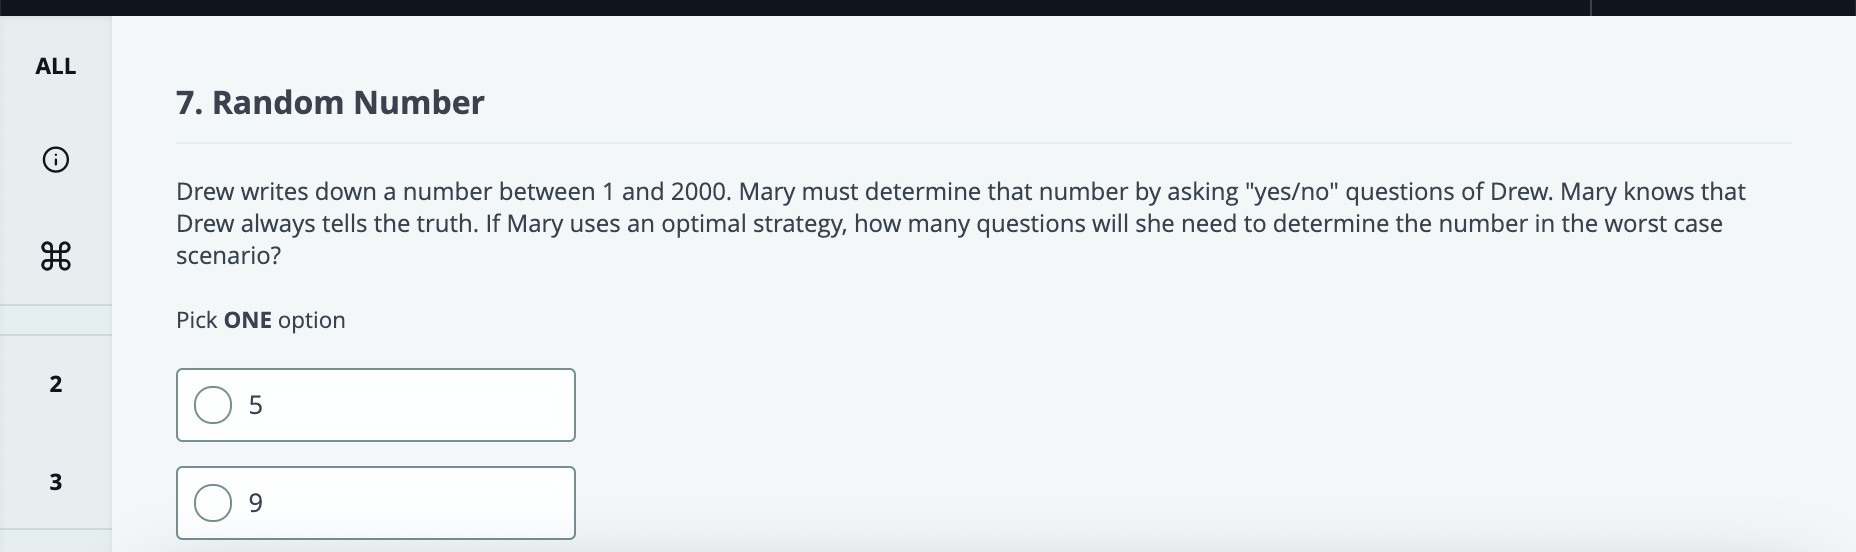 ALL
7. Random Number
Drew writes down a number between 1 and 2000. Mary must determine that number by asking "yes/no" questions of Drew. Mary knows that
Drew always tells the truth. If Mary uses an optimal strategy, how many questions will she need to determine the number in the worst case
scenario?
Pick ONE option
2
5
3
9